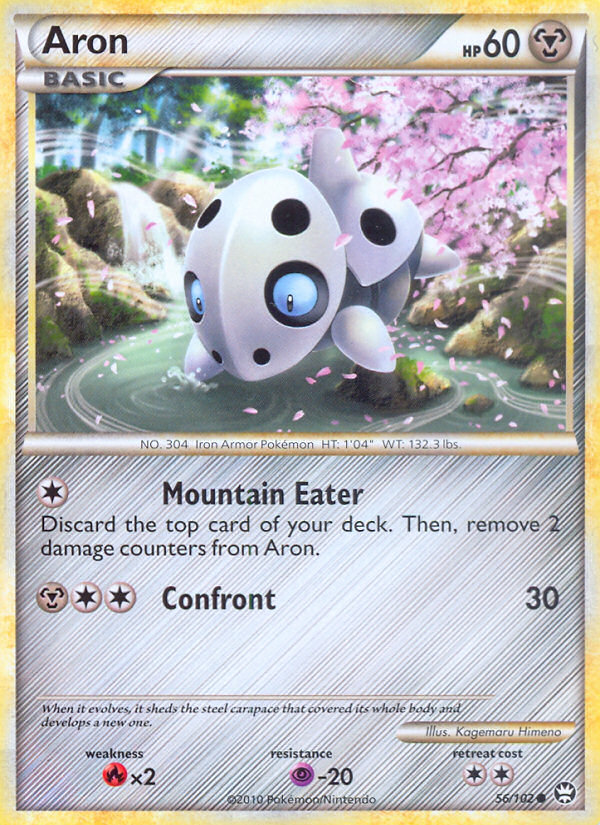 Aron HP 60
BASIC
NO. 304 Iron Armor Pokémon HT: 1'04" WT: 132.3 lbs.
Mountain Eater
Discard the top card of your deck. Then, remove 2
damage counters from Aron.
Confront 30
When it evolves, it sheds the steel carapace that covered its whole body and
develops a new one.
Illus. Kagemaru Himeno
weakness resistance retreat cost
×2 -20
©2010 Pokémon/Nintendo 56/102